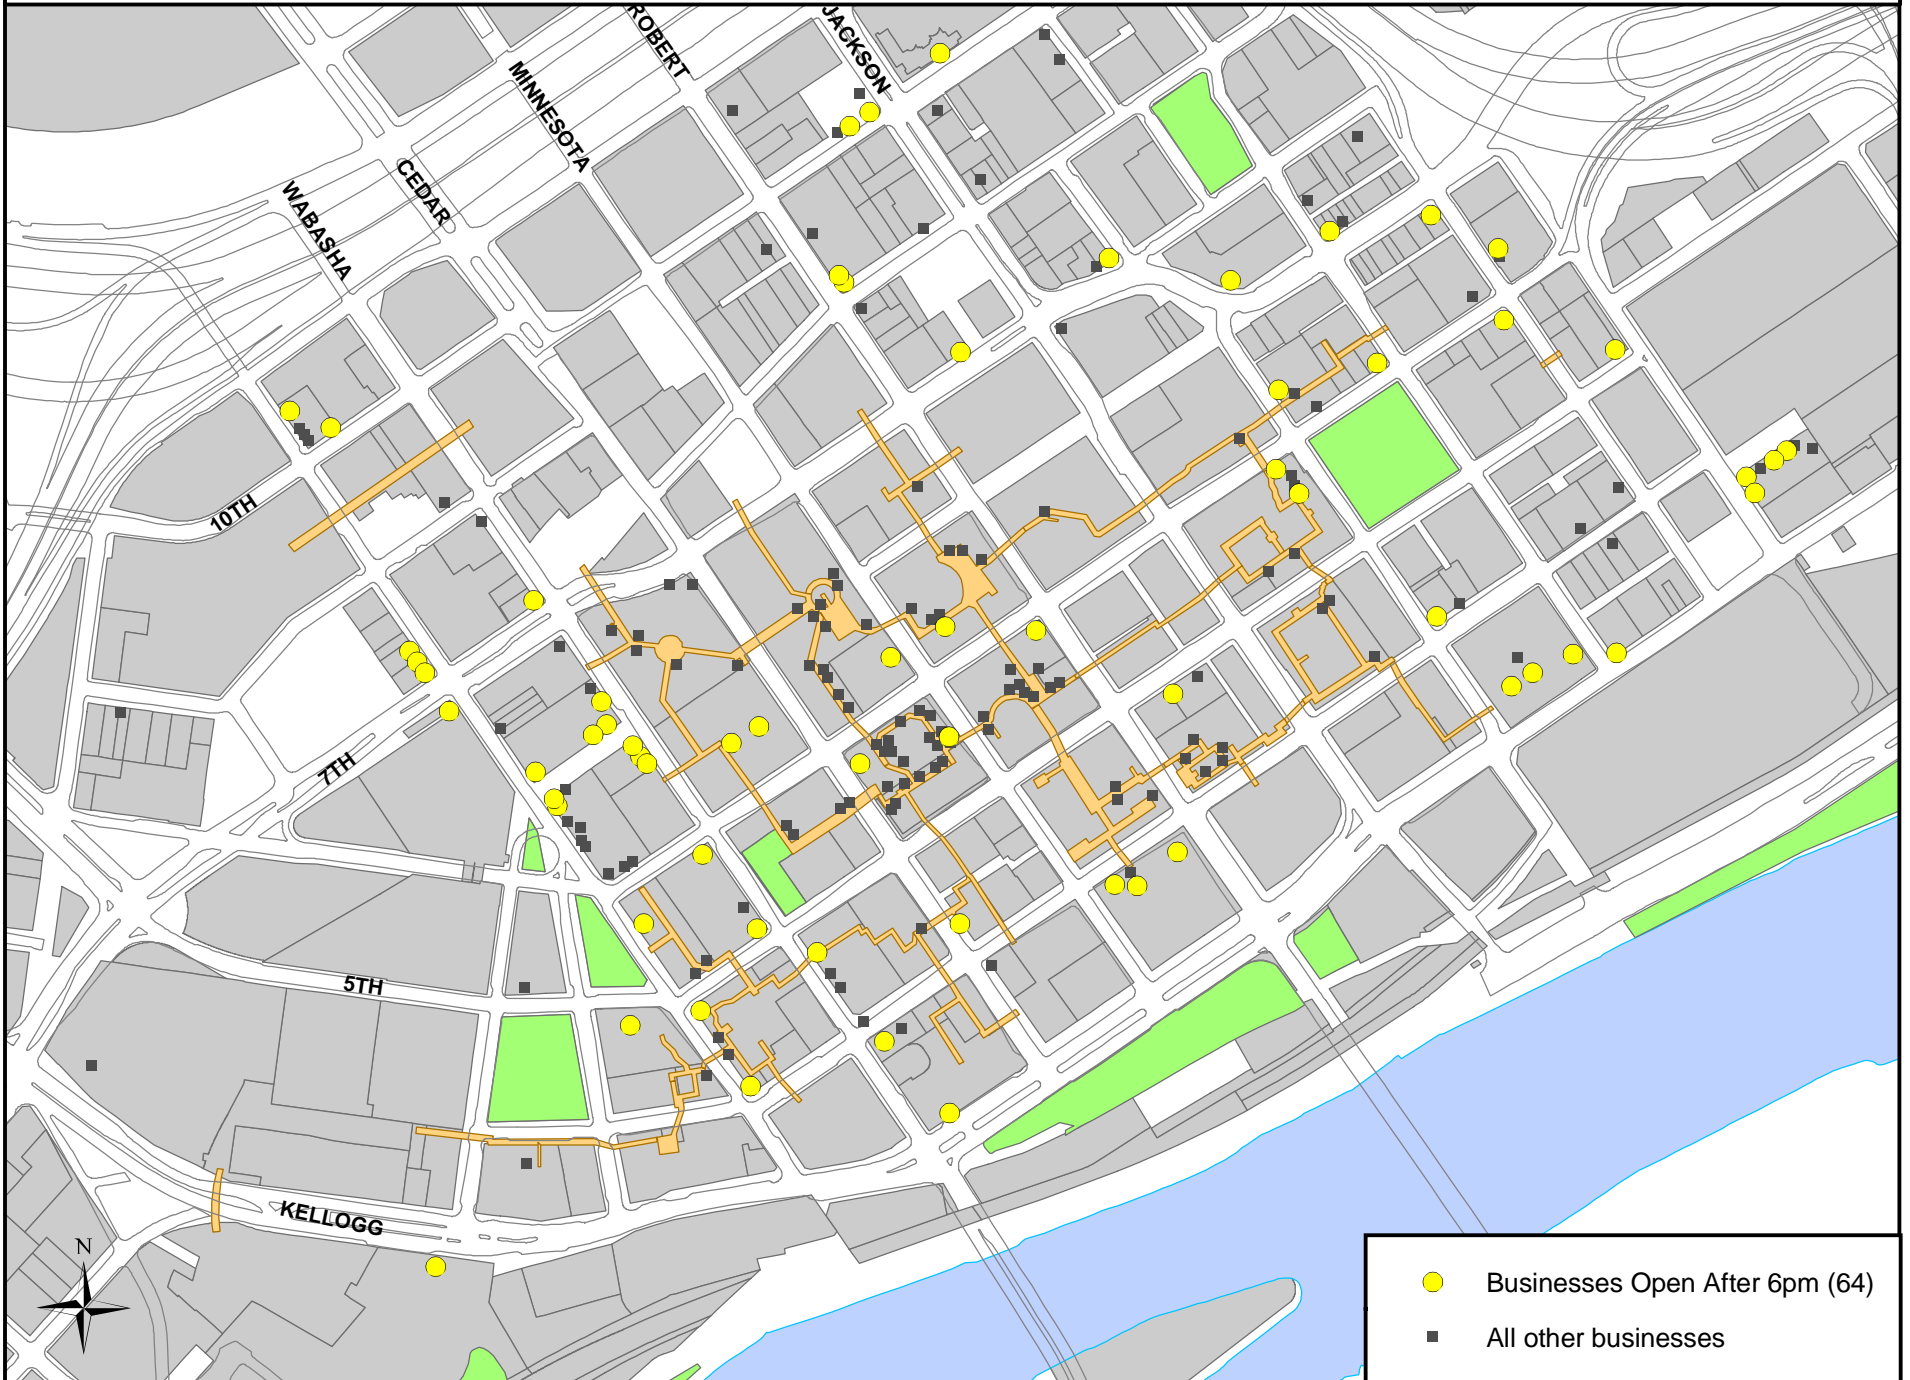 ROBERT
JACKSON
MINNESOTA
CEDAR
WABASHA
10TH
7TH
5TH
KELLOGG
N
Businesses Open After 6pm (64)
All other businesses